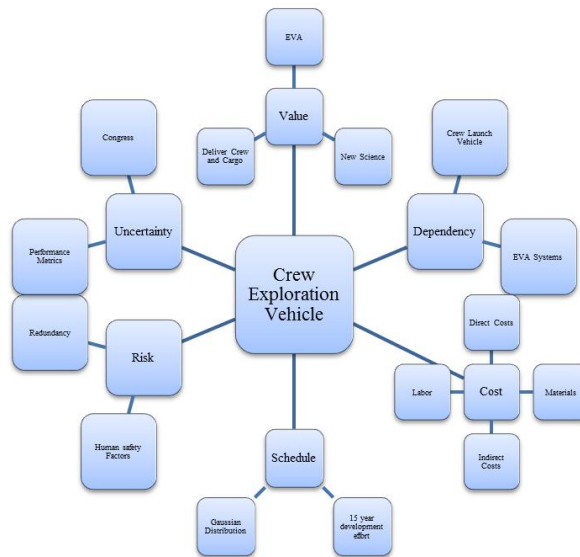 EVA
Value
Deliver Crew
and Cargo
New Science
Congress
Uncertainty
Performance
Metrics
Crew Launch
Vehicle
Dependency
EVA Systems
Crew
Exploration
Vehicle
Redundancy
Risk
Human safety
Factors
Direct Costs
Labor
Cost
Materials
Indirect
Costs
Schedule
Gaussian
Distribution
15 year
development
effort